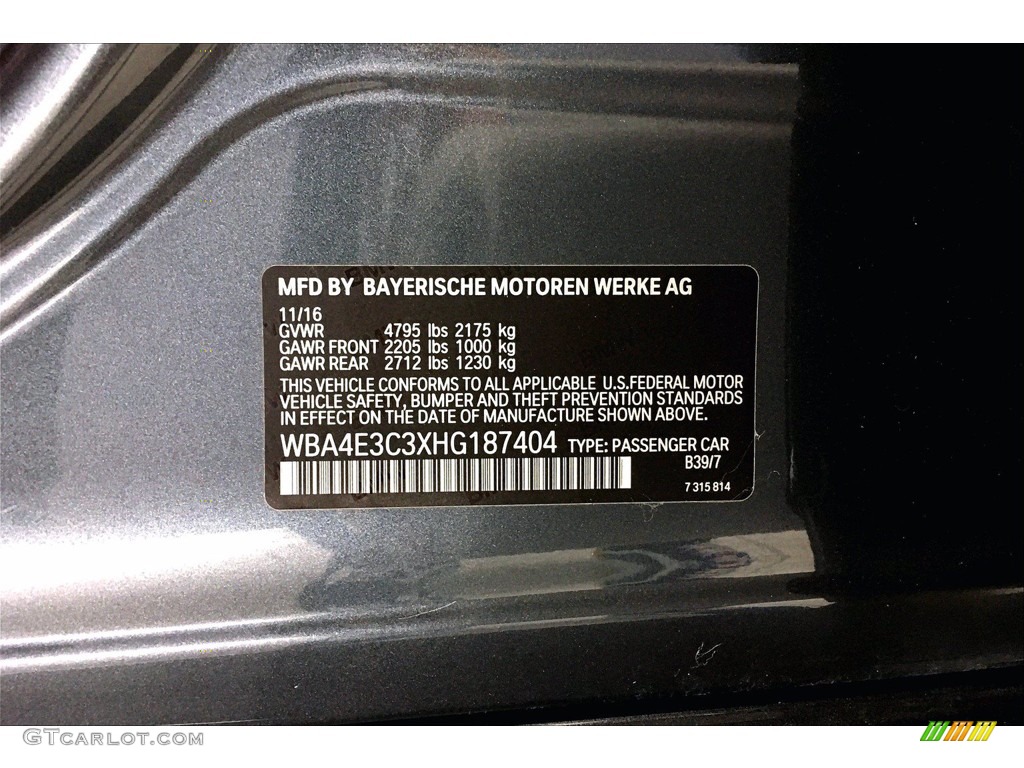 MFD BY BAYERISCHE MOTOREN WERKE AG
11/16
GVWR 4795 lbs 2175 kg
GAWR FRONT 2205 lbs 1000 kg
GAWR REAR 2712 lbs 1230 kg
THIS VEHICLE CONFORMS TO ALL APPLICABLE U.S.FEDERAL MOTOR
VEHICLE SAFETY, BUMPER AND THEFT PREVENTION STANDARDS
IN EFFECT ON THE DATE OF MANUFACTURE SHOWN ABOVE.
WBA4E3C3XHG187404 TYPE: PASSENGER CAR
B39/7
7 315 814
GTCarlot.com